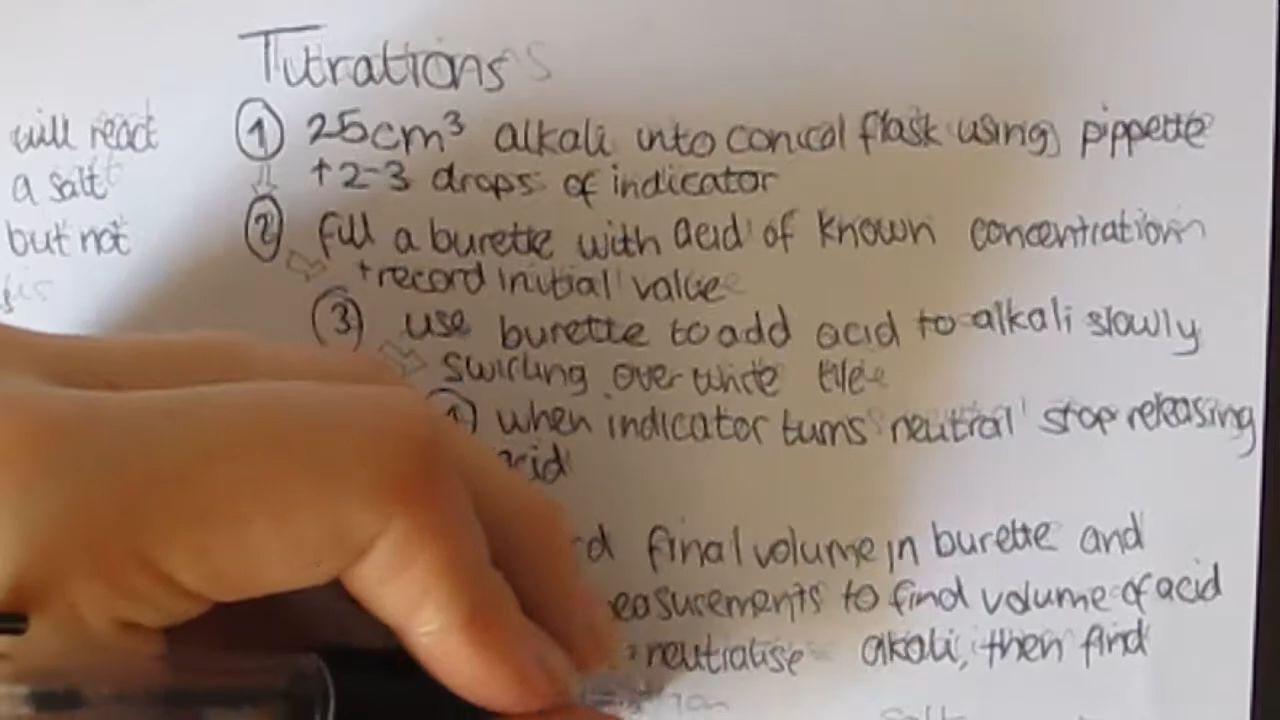 Titrations
will react
a salt
but not
① 25cm³ alkali into conical flask using pippette
+2-3 drops of indicator
② fill a burette with acid of known concentration
+record initial value
③ use burette to add acid to alkali slowly
swirling over white tile
when indicator turns neutral stop releasing
acid
final volume in burette and
to find volume of acid
neutralise alkali, then find
salt